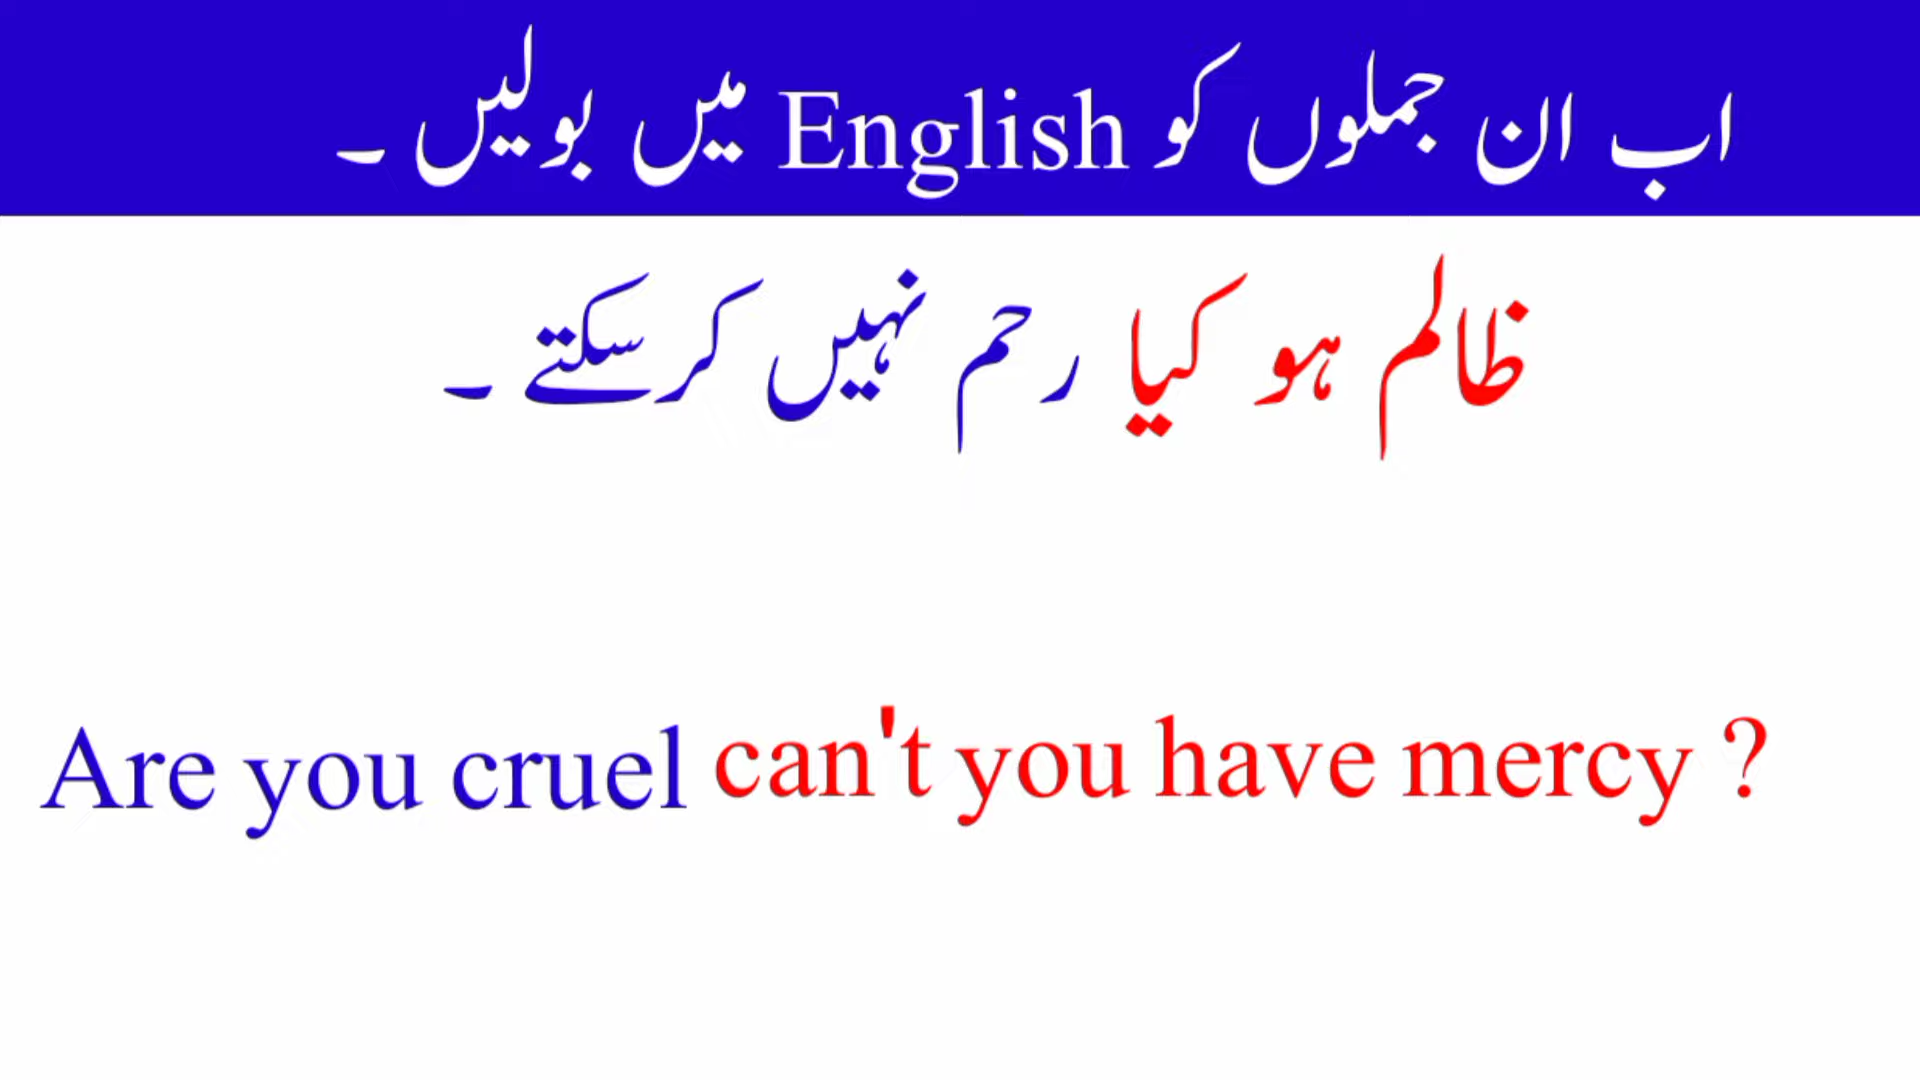 اب ان جملوں کو English میں بولیں ۔
ظالم ہو کیا رحم نہیں کرسکتے ۔
Are you cruel can't you have mercy ?